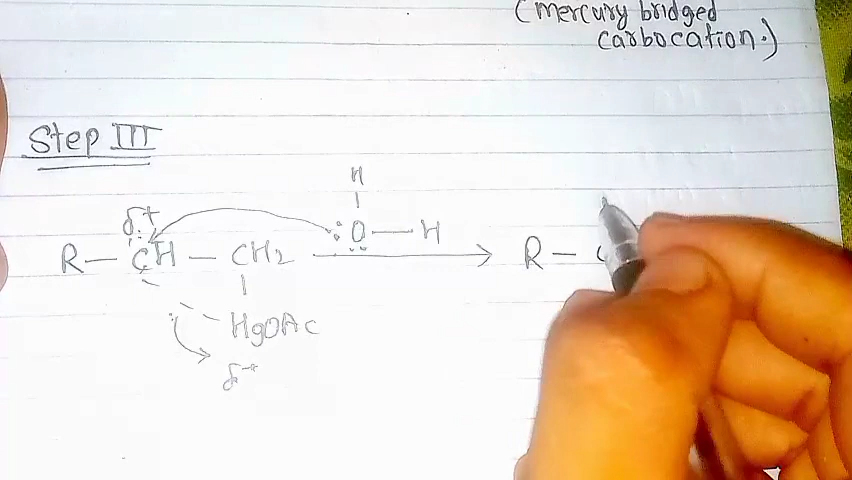 (mercury bridged
carbocation.)
Step III
H
δ+ :O — H
R — CH — CH2 → R — C
HgOAc
δ+